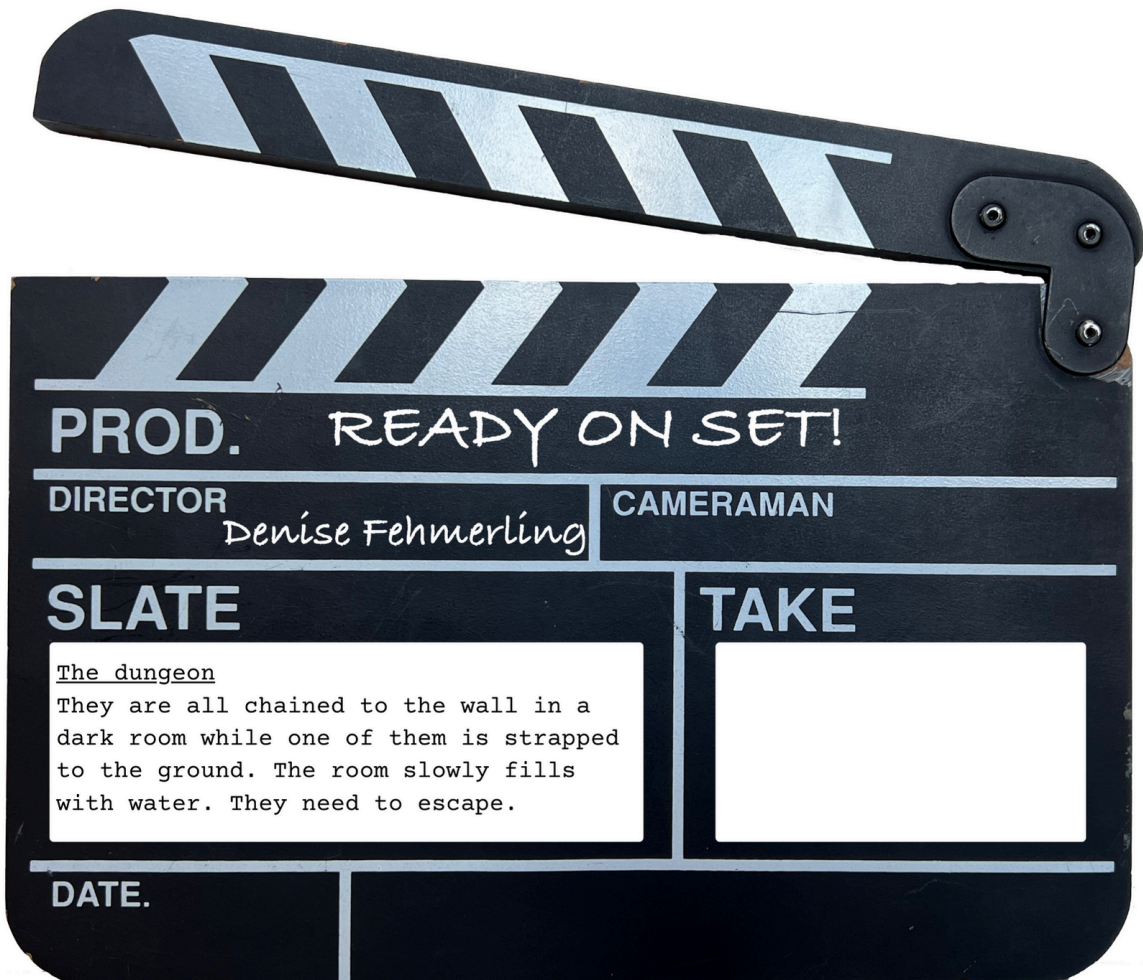 PROD. READY ON SET!
DIRECTOR CAMERAMAN
Denise Fehmerling
SLATE TAKE
The dungeon
They are all chained to the wall in a
dark room while one of them is strapped
to the ground. The room slowly fills
with water. They need to escape.
DATE.